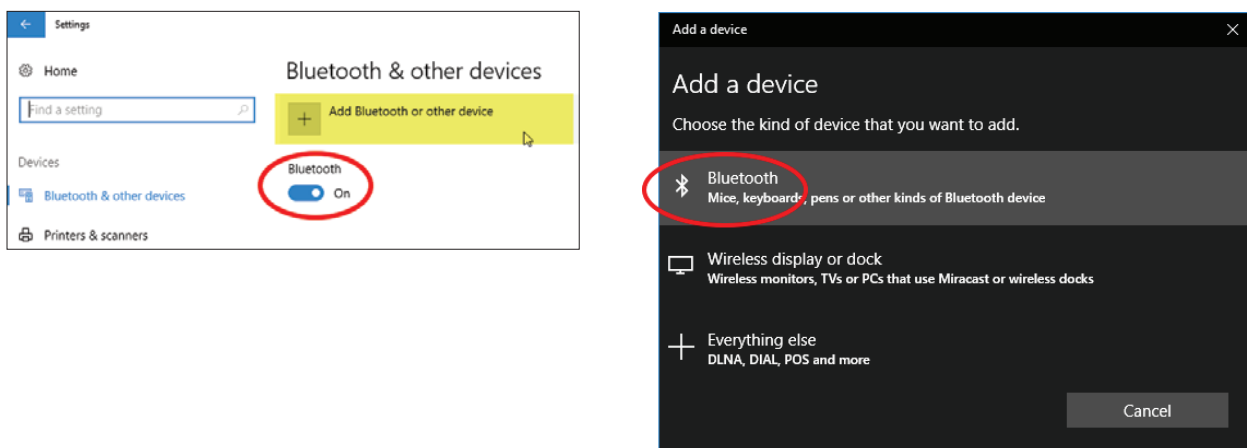 Settings
Home
Find a setting
Devices
Bluetooth & other devices
Printers & scanners
Bluetooth & other devices
Add Bluetooth or other device
Bluetooth
On
Add a device
Add a device
Choose the kind of device that you want to add.
Bluetooth
Mice, keyboards, pens or other kinds of Bluetooth device
Wireless display or dock
Wireless monitors, TVs or PCs that use Miracast or wireless docks
Everything else
DLNA, DIAL, POS and more
Cancel